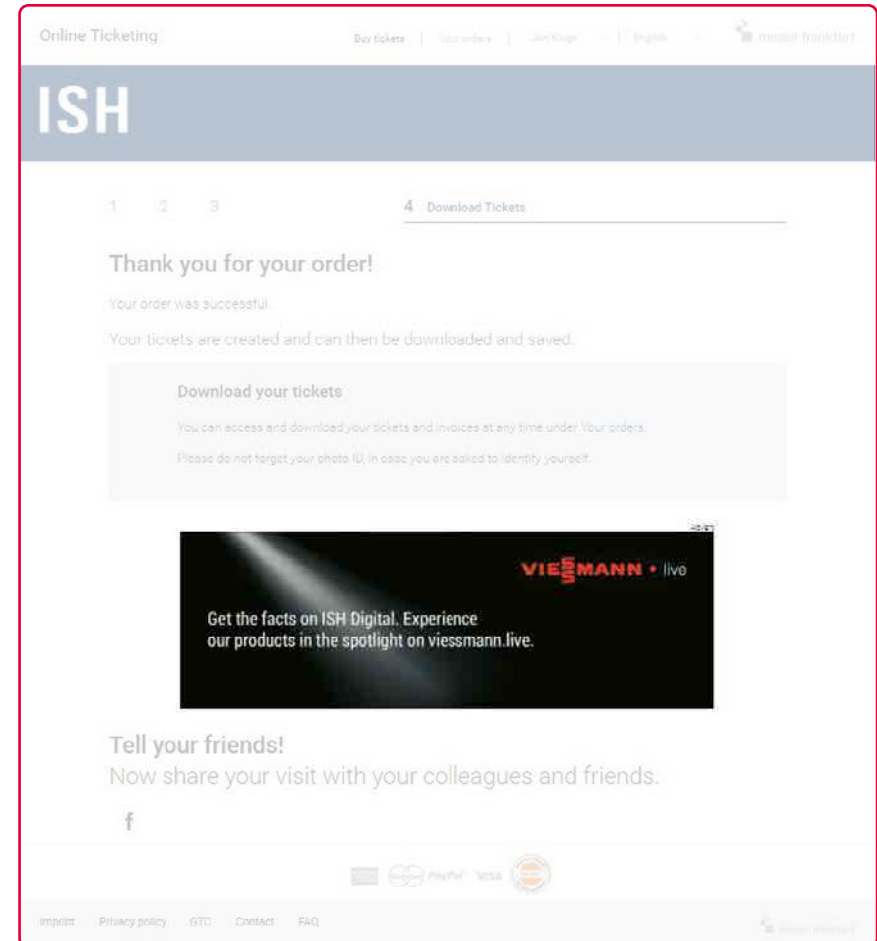 Online Ticketing
Buy tickets | Your orders | Jan Kluge | English
messe frankfurt
ISH
1 2 3 4 Download Tickets
Thank you for your order!
Your order was successful.
Your tickets are created and can then be downloaded and saved.
Download your tickets
You can access and download your tickets and invoices at any time under Your orders.
Please do not forget your photo ID, in case you are asked to identify yourself.
VIESSMANN • live
Get the facts on ISH Digital. Experience
our products in the spotlight on viessmann.live.
Tell your friends!
Now share your visit with your colleagues and friends.
f
PayPal VISA
Imprint Privacy policy GTC Contact FAQ
messe frankfurt